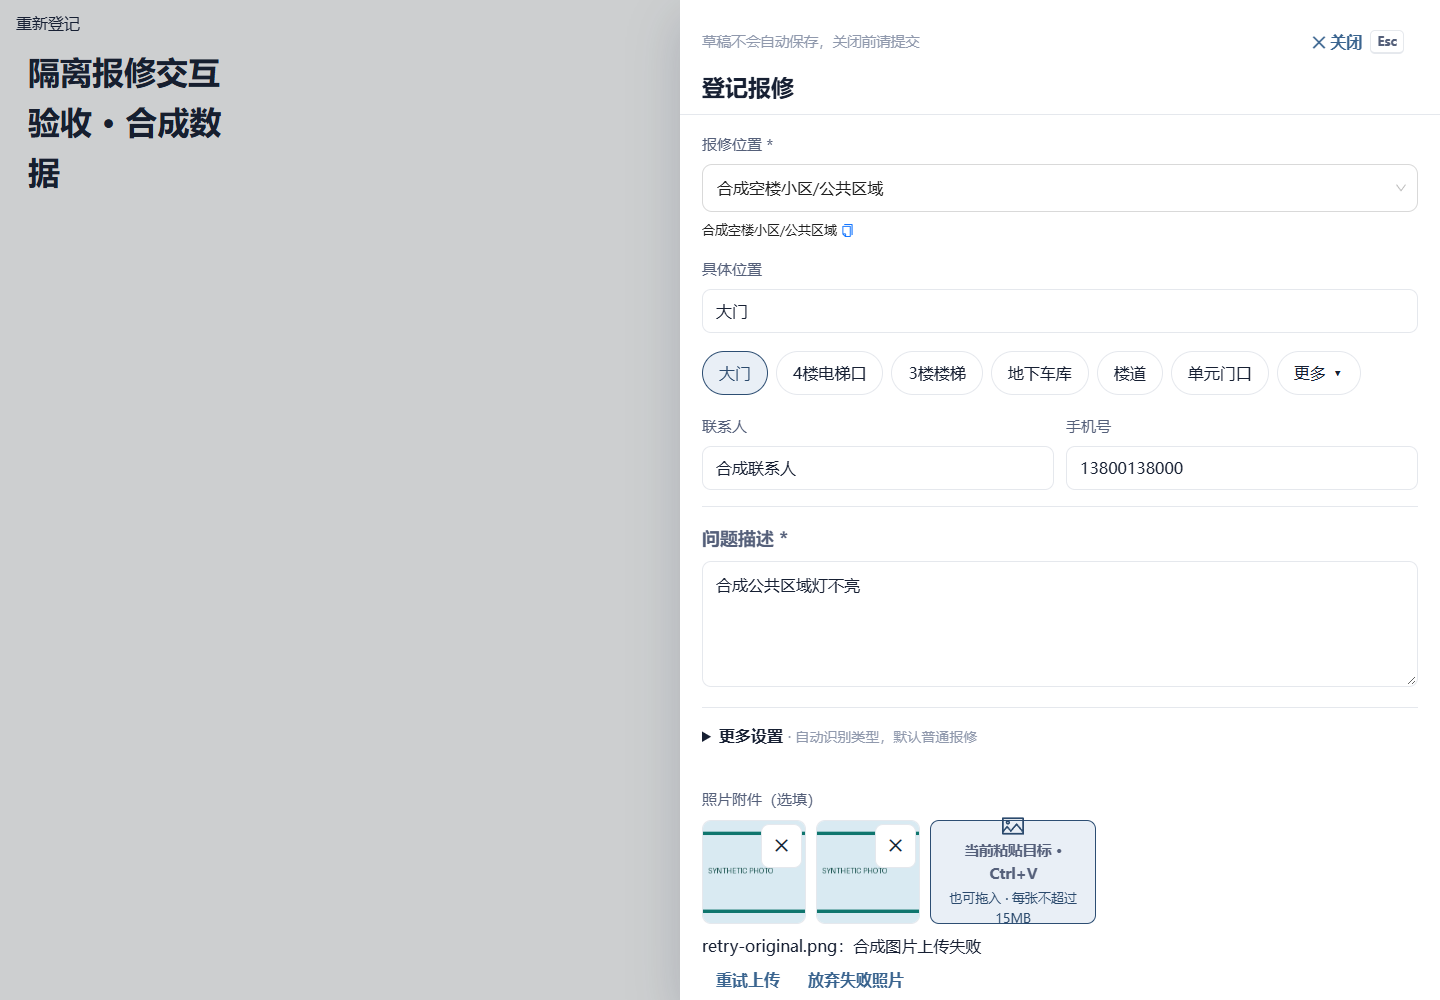 重新登记
隔离报修交互
验收·合成数
据
草稿不会自动保存，关闭前请提交
关闭 Esc
登记报修
报修位置 *
合成空楼小区/公共区域
合成空楼小区/公共区域
具体位置
大门
大门 4楼电梯口 3楼楼梯 地下车库 楼道 单元门口 更多
联系人 手机号
合成联系人 13800138000
问题描述 *
合成公共区域灯不亮
更多设置 · 自动识别类型，默认普通报修
照片附件（选填）
SYNTHETIC PHOTO SYNTHETIC PHOTO
当前粘贴目标·
Ctrl+V
也可拖入 · 每张不超过
15MB
retry-original.png：合成图片上传失败
重试上传 放弃失败照片